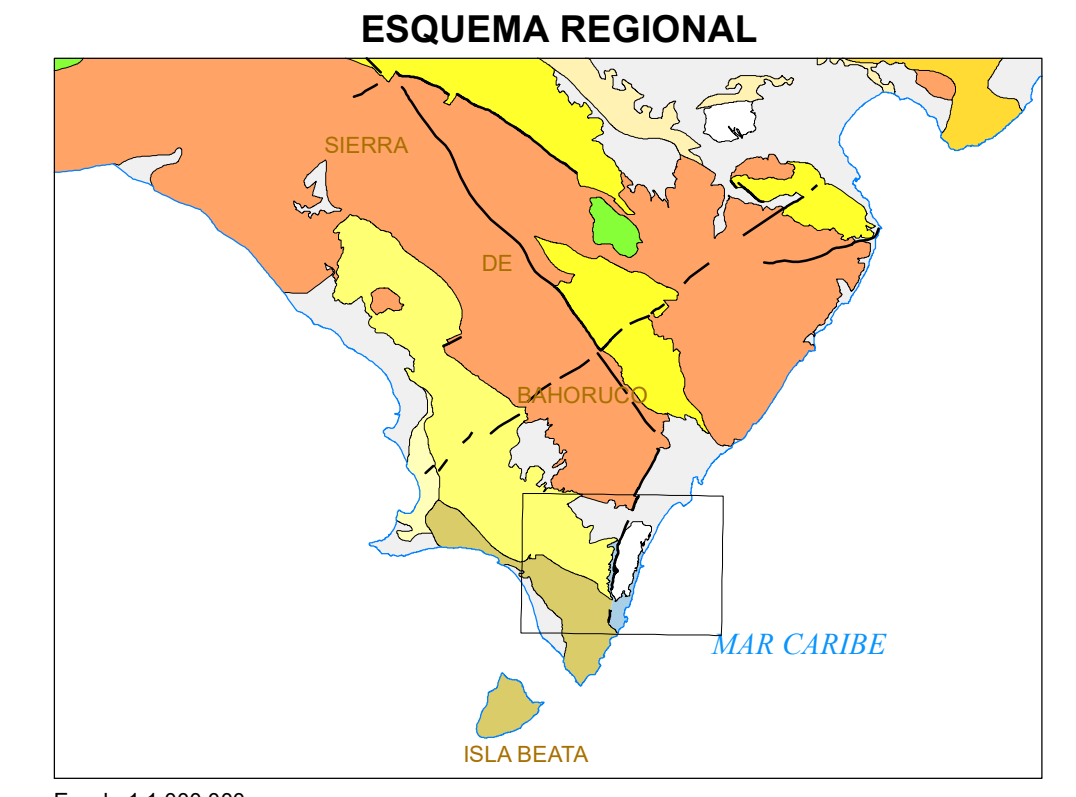 ESQUEMA REGIONAL
SIERRA
DE
BAHORUCO
MAR CARIBE
ISLA BEATA